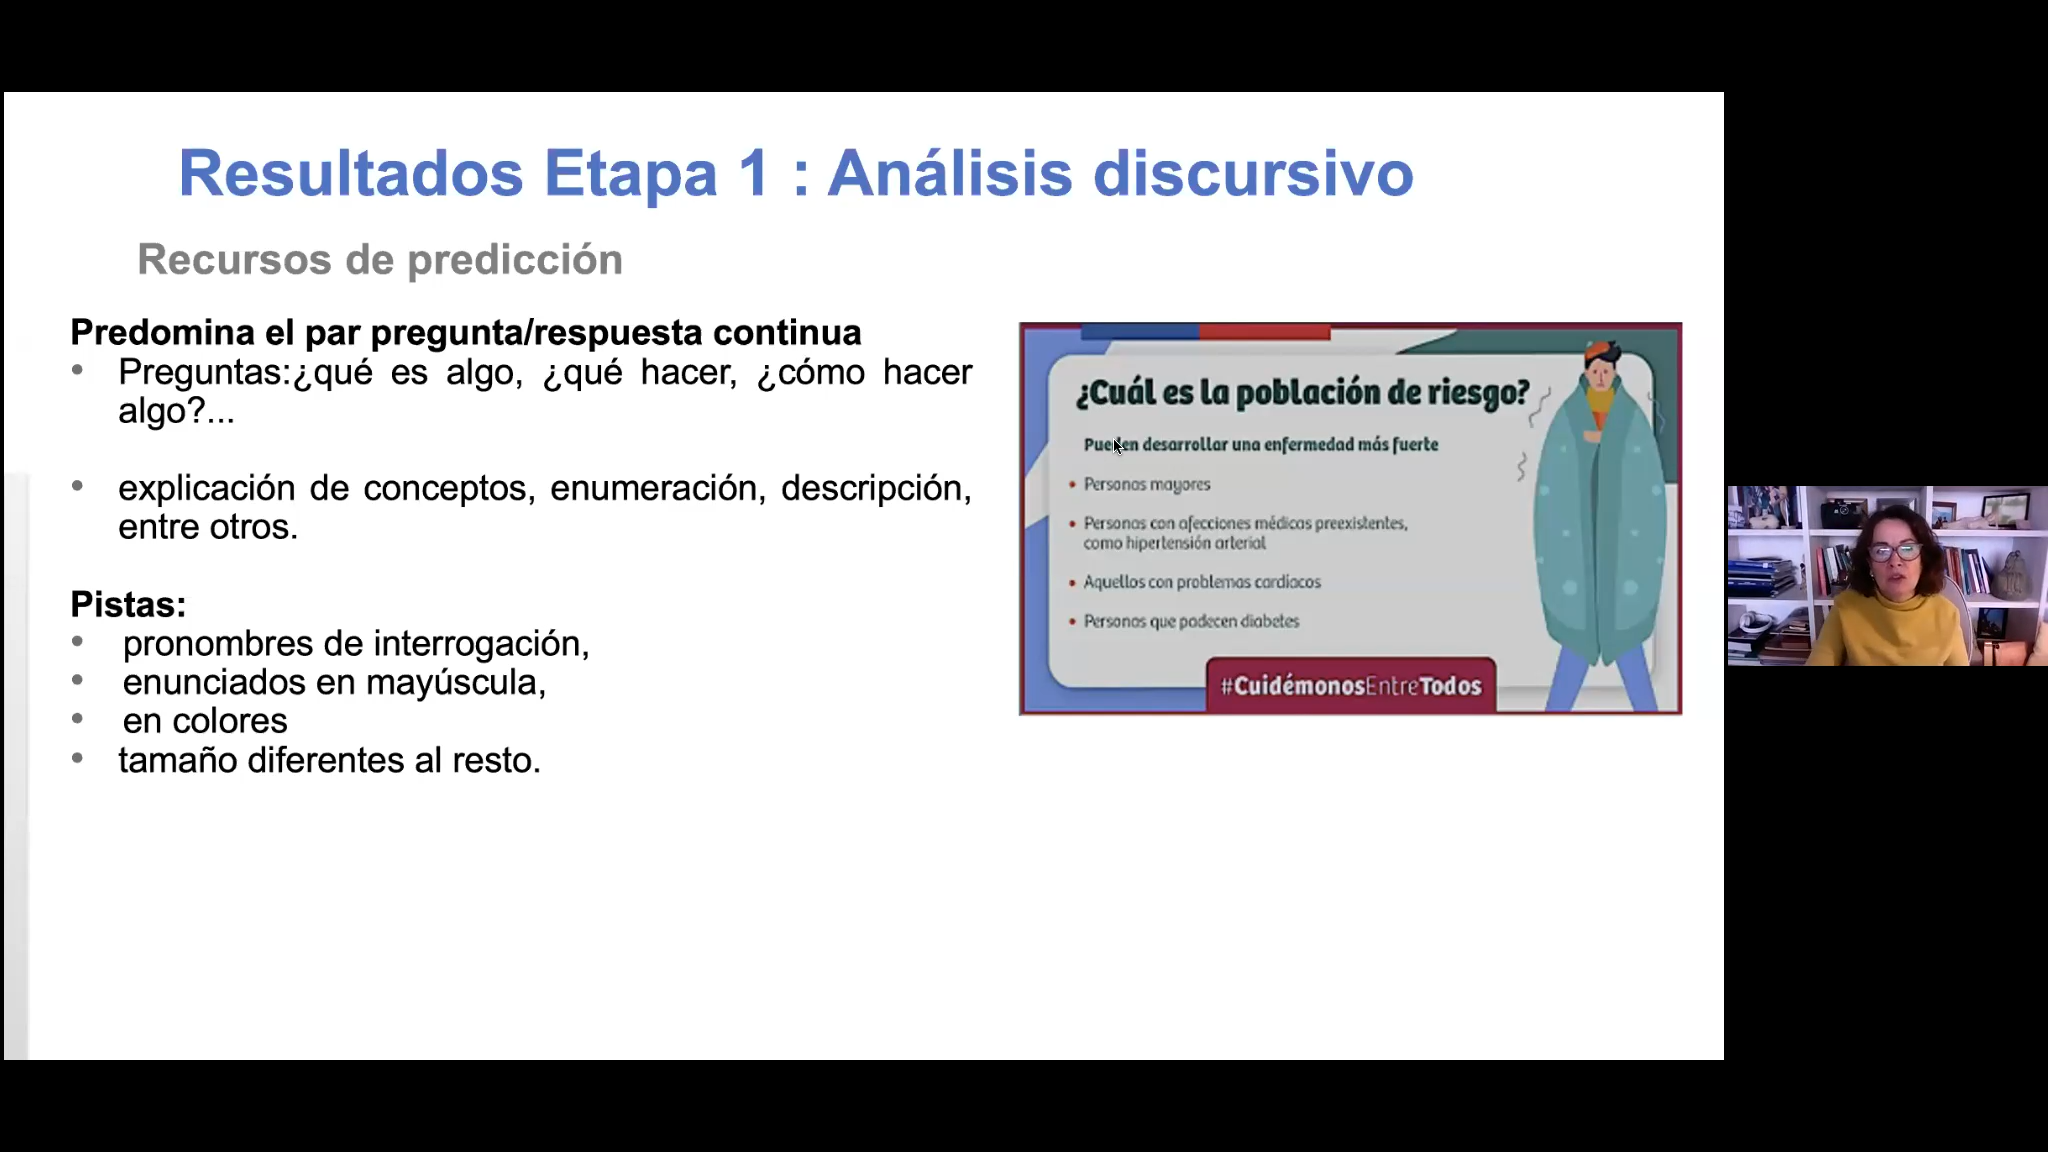 Resultados Etapa 1 : Análisis discursivo
Recursos de predicción
Predomina el par pregunta/respuesta continua
• Preguntas:¿qué es algo, ¿qué hacer, ¿cómo hacer
algo?...
• explicación de conceptos, enumeración, descripción,
entre otros.
Pistas:
• pronombres de interrogación,
• enunciados en mayúscula,
• en colores
• tamaño diferentes al resto.
¿Cuál es la población de riesgo?
Pueden desarrollar una enfermedad más fuerte
• Personas mayores
• Personas con afecciones médicas preexistentes,
como hipertensión arterial
• Aquellos con problemas cardíacos
• Personas que padecen diabetes
#CuidémonosEntreTodos